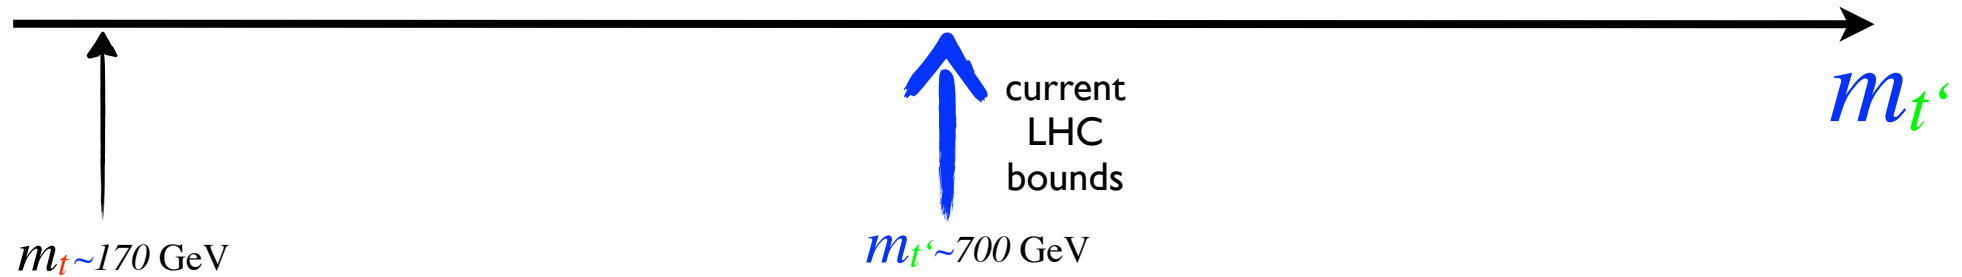 current
LHC
bounds
m_t‘
m_t~170 GeV
m_t‘~700 GeV